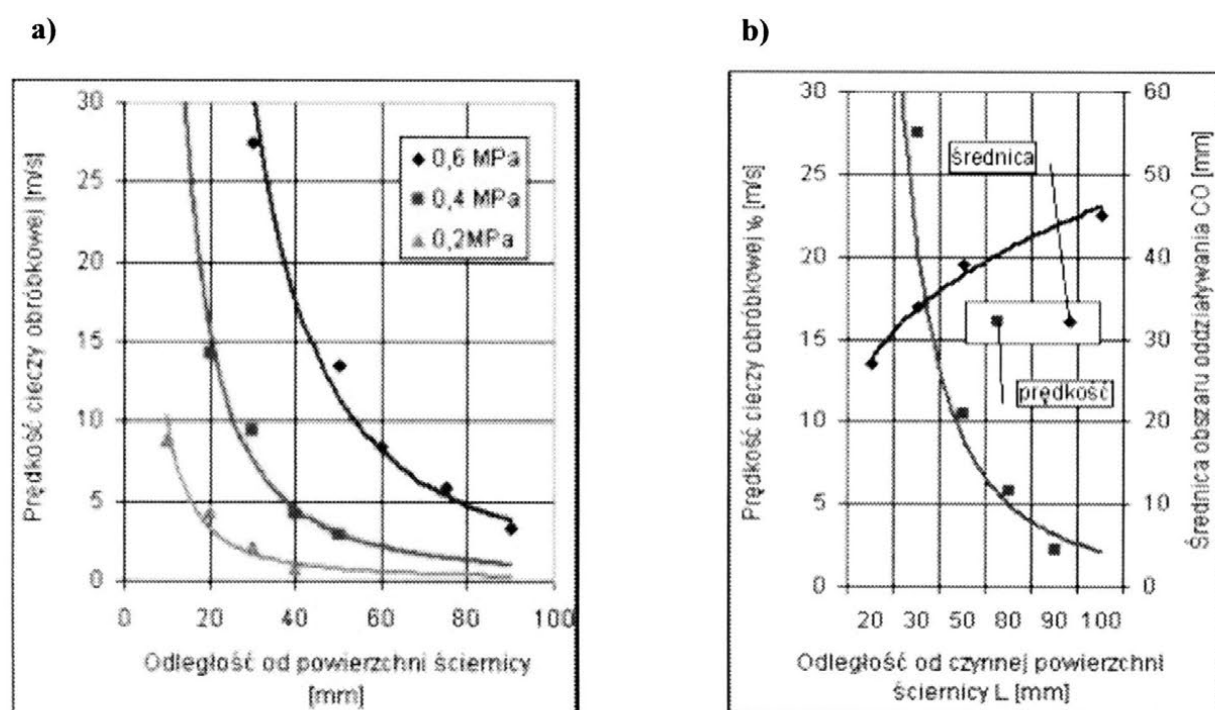 a)
30
25
20
15
10
5
0
Prędkość cieczy obróbkowej [m/s]
0,6 MPa
0,4 MPa
0,2MPa
0 20 40 60 80 100
Odległość od powierzchni ściernicy
[mm]
b)
30
25
20
15
10
5
0
Prędkość cieczy obróbkowej % [m/s]
średnica
prędkość
60
50
40
30
20
10
0
Średnica obszaru oddziaływania CO [mm]
20 30 50 80 90 100
Odległość od czynnej powierzchni
ściernicy L [mm]